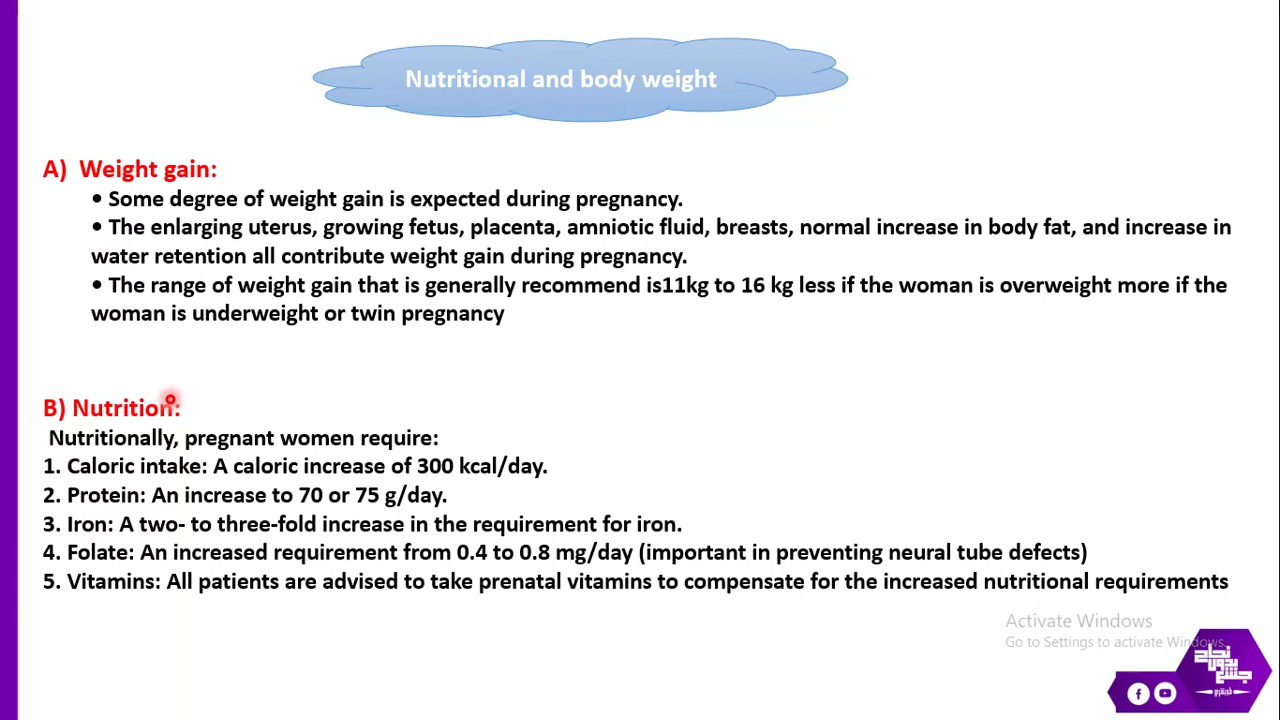 Nutritional and body weight
A) Weight gain:
• Some degree of weight gain is expected during pregnancy.
• The enlarging uterus, growing fetus, placenta, amniotic fluid, breasts, normal increase in body fat, and increase in
water retention all contribute weight gain during pregnancy.
• The range of weight gain that is generally recommend is11kg to 16 kg less if the woman is overweight more if the
woman is underweight or twin pregnancy
B) Nutrition:
Nutritionally, pregnant women require:
1. Caloric intake: A caloric increase of 300 kcal/day.
2. Protein: An increase to 70 or 75 g/day.
3. Iron: A two- to three-fold increase in the requirement for iron.
4. Folate: An increased requirement from 0.4 to 0.8 mg/day (important in preventing neural tube defects)
5. Vitamins: All patients are advised to take prenatal vitamins to compensate for the increased nutritional requirements
Activate Windows
Go to Settings to activate Windows.
نجاح
بدون